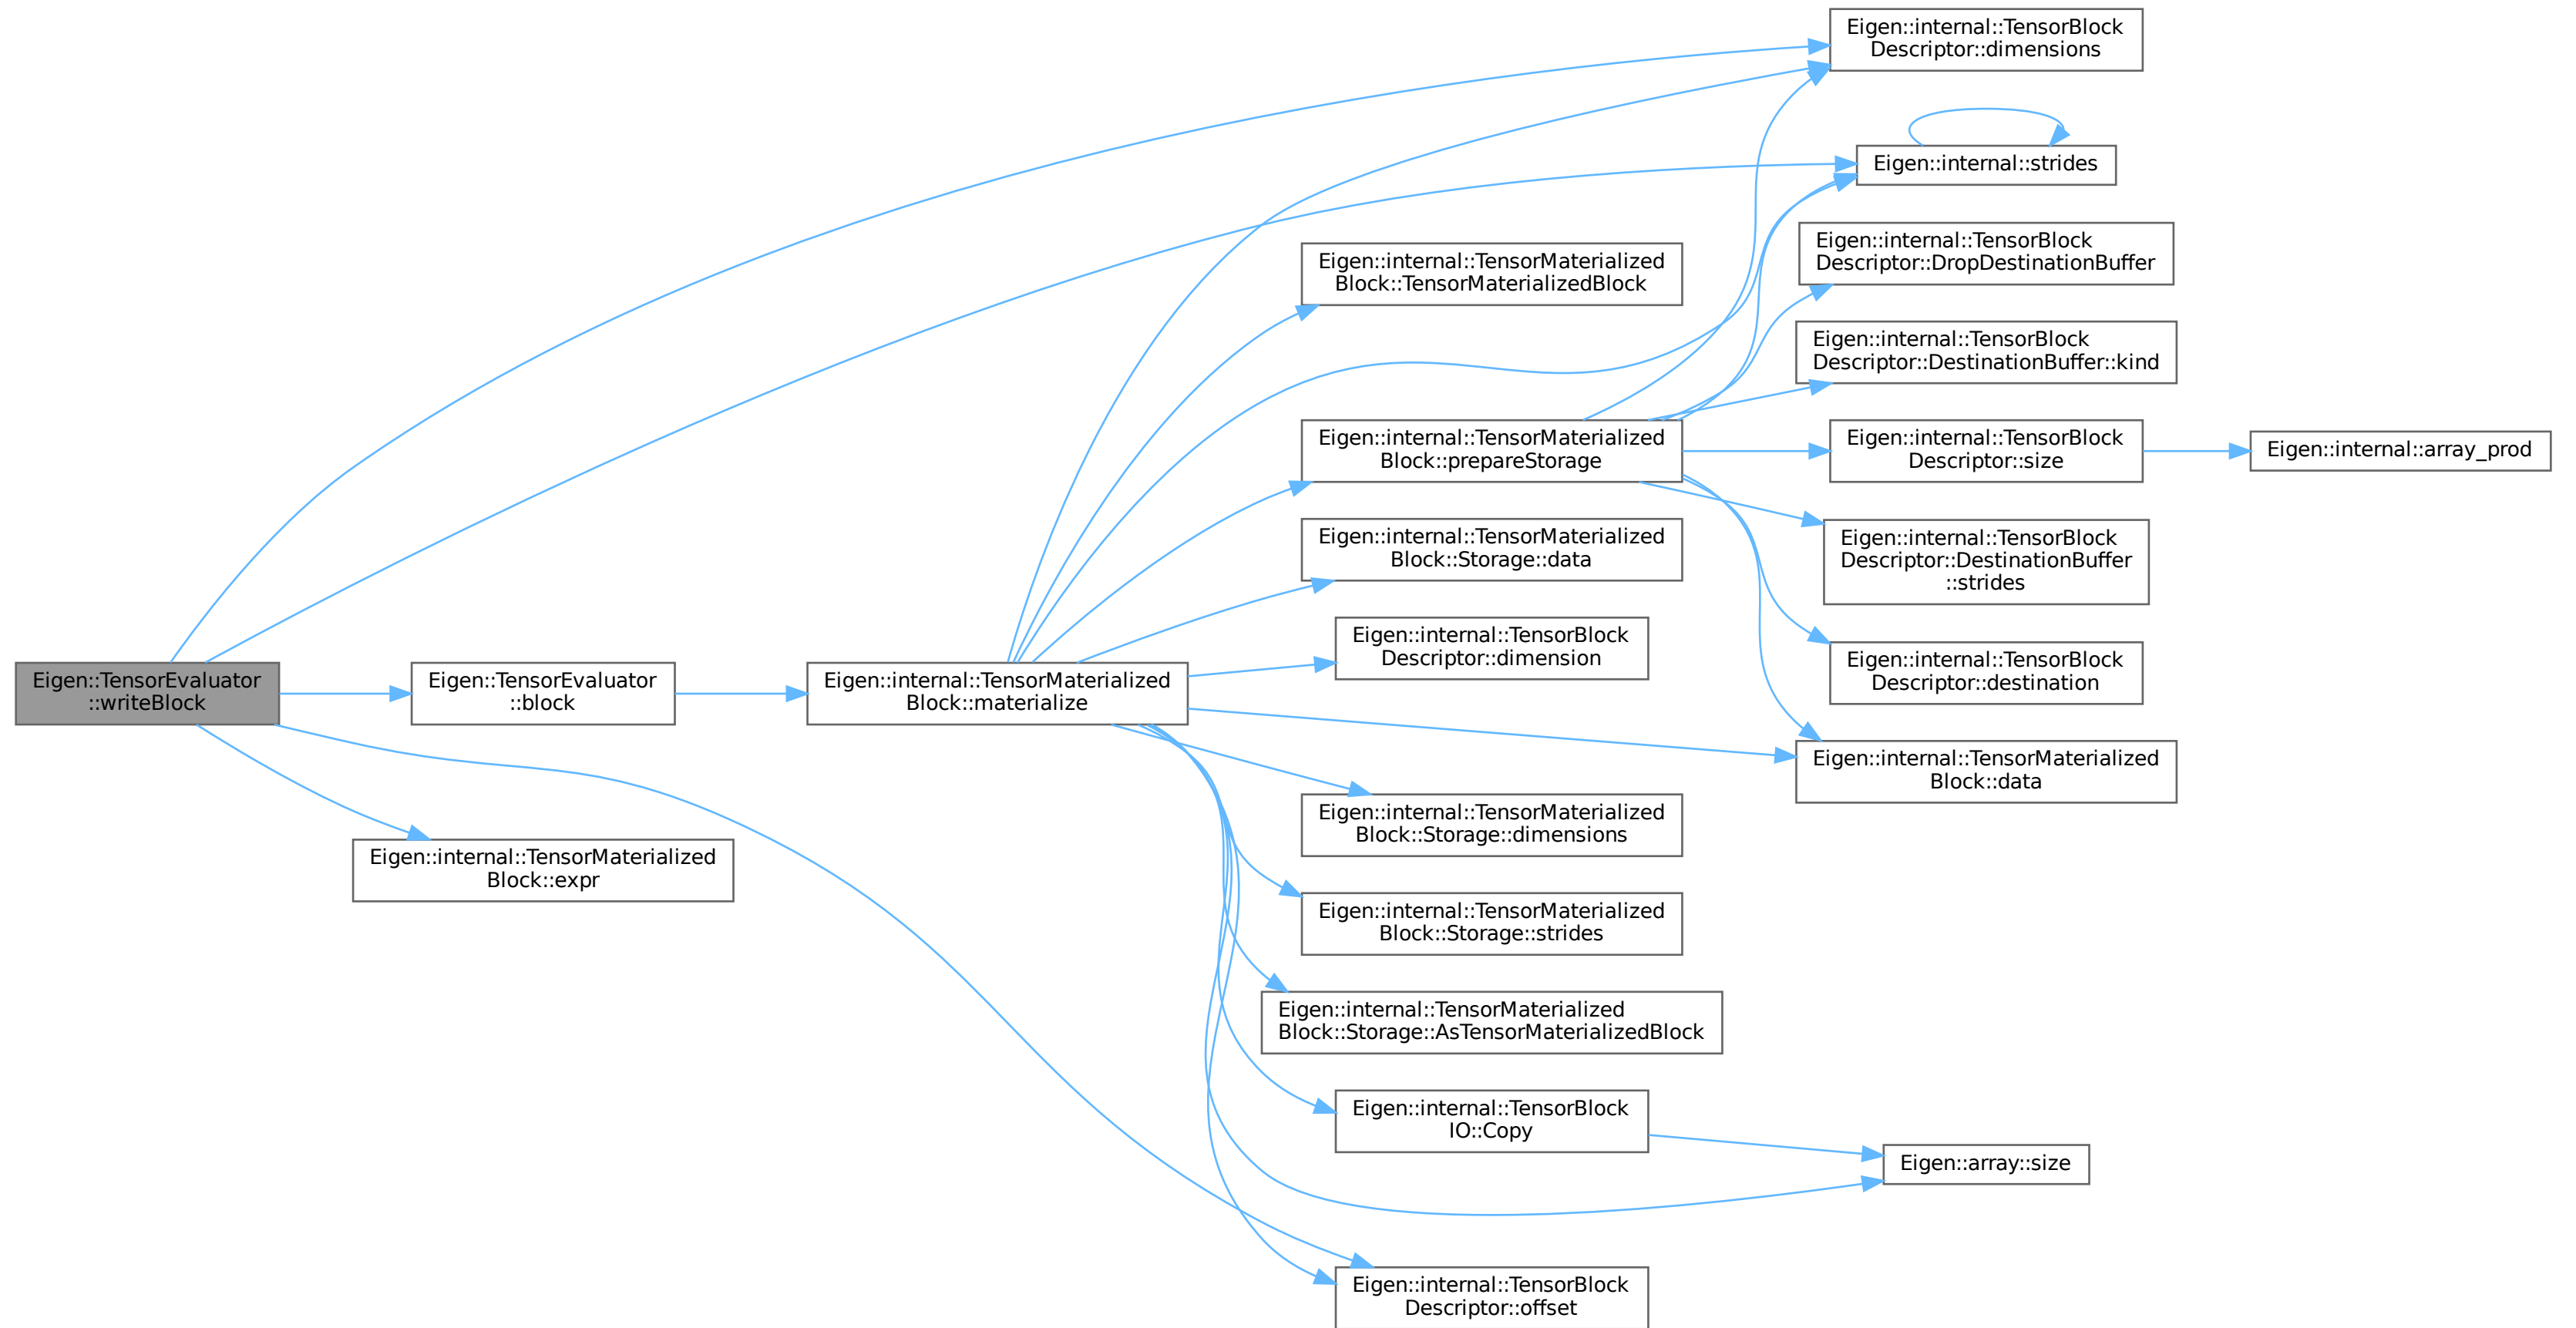 Eigen::TensorEvaluator
::writeBlock
Eigen::TensorEvaluator
::block
Eigen::internal::TensorMaterialized
Block::expr
Eigen::internal::TensorMaterialized
Block::materialize
Eigen::internal::TensorMaterialized
Block::TensorMaterializedBlock
Eigen::internal::TensorMaterialized
Block::prepareStorage
Eigen::internal::TensorMaterialized
Block::Storage::data
Eigen::internal::TensorBlock
Descriptor::dimension
Eigen::internal::TensorMaterialized
Block::Storage::dimensions
Eigen::internal::TensorMaterialized
Block::Storage::strides
Eigen::internal::TensorMaterialized
Block::Storage::AsTensorMaterializedBlock
Eigen::internal::TensorBlock
IO::Copy
Eigen::internal::TensorBlock
Descriptor::offset
Eigen::internal::TensorBlock
Descriptor::dimensions
Eigen::internal::strides
Eigen::internal::TensorBlock
Descriptor::DropDestinationBuffer
Eigen::internal::TensorBlock
Descriptor::DestinationBuffer::kind
Eigen::internal::TensorBlock
Descriptor::size
Eigen::internal::TensorBlock
Descriptor::DestinationBuffer
::strides
Eigen::internal::TensorBlock
Descriptor::destination
Eigen::internal::TensorMaterialized
Block::data
Eigen::array::size
Eigen::internal::array_prod